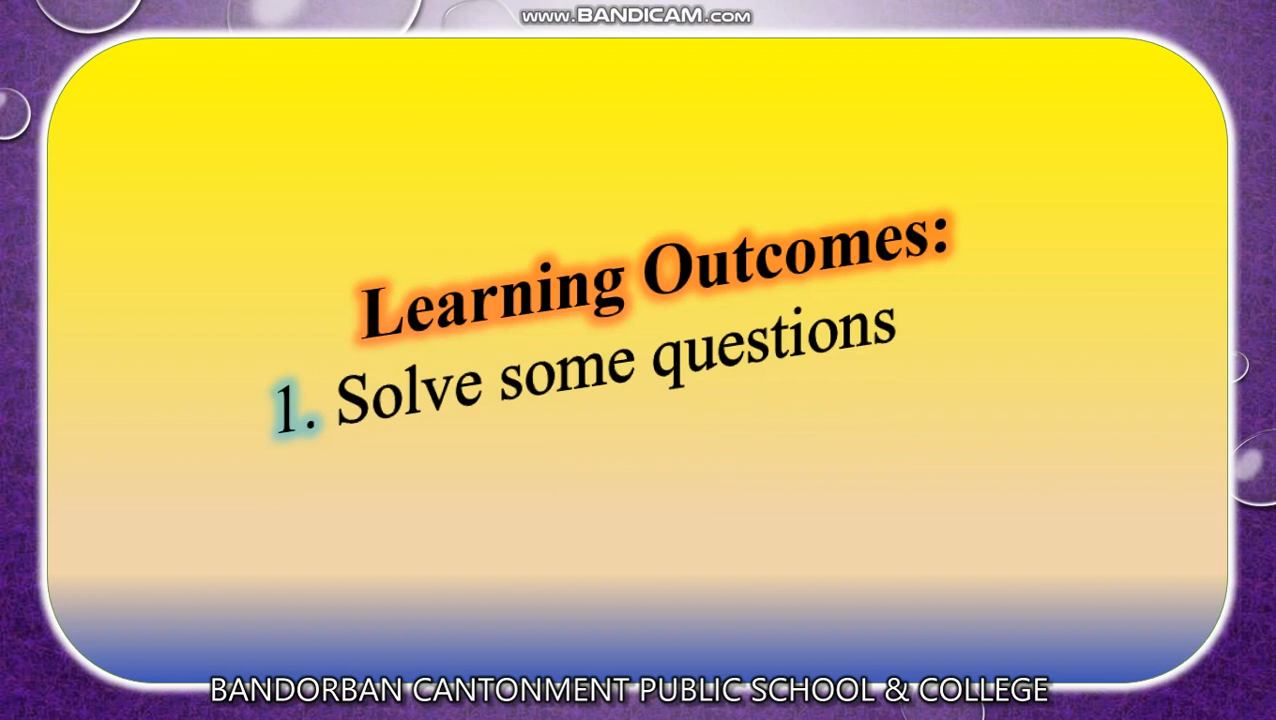 www.BANDICAM.com
Learning Outcomes:
1. Solve some questions
BANDORBAN CANTONMENT PUBLIC SCHOOL & COLLEGE